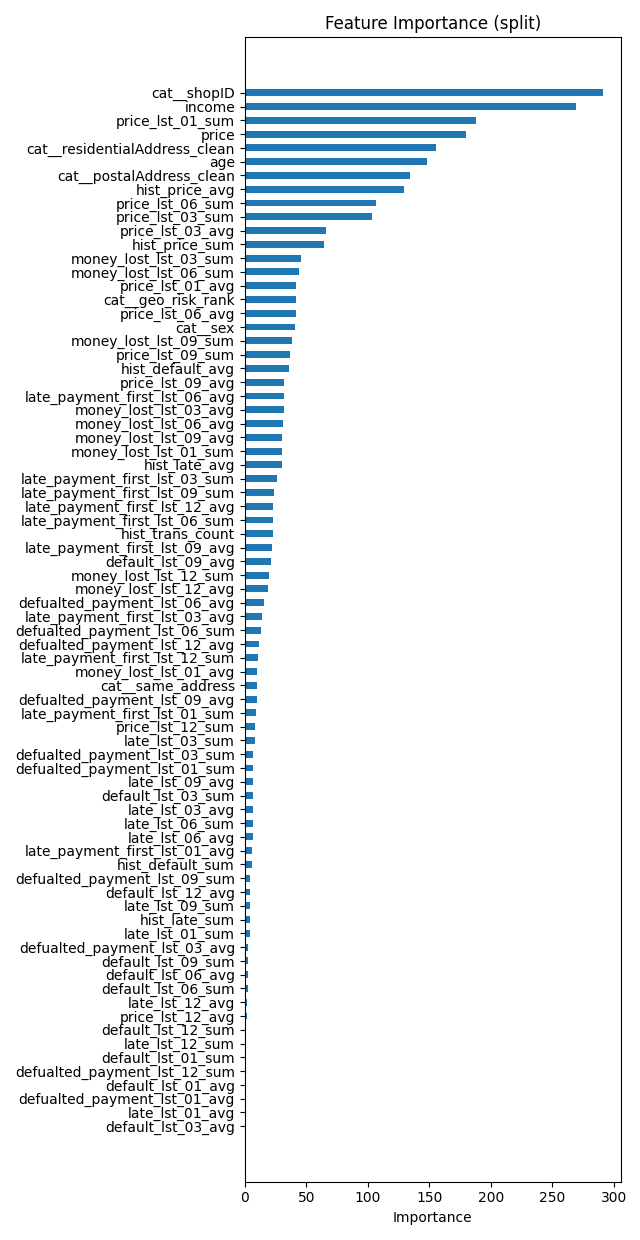 Feature Importance (split)
cat__shopID
income
price_lst_01_sum
price
cat__residentialAddress_clean
age
cat__postalAddress_clean
hist_price_avg
price_lst_06_sum
price_lst_03_sum
price_lst_03_avg
hist_price_sum
money_lost_lst_03_sum
money_lost_lst_06_sum
price_lst_01_avg
cat__geo_risk_rank
price_lst_06_avg
cat__sex
money_lost_lst_09_sum
price_lst_09_sum
hist_default_avg
price_lst_09_avg
late_payment_first_lst_06_avg
money_lost_lst_03_avg
money_lost_lst_06_avg
money_lost_lst_09_avg
money_lost_lst_01_sum
hist_late_avg
late_payment_first_lst_03_sum
late_payment_first_lst_09_sum
late_payment_first_lst_12_avg
late_payment_first_lst_06_sum
hist_trans_count
late_payment_first_lst_09_avg
default_lst_09_avg
money_lost_lst_12_sum
money_lost_lst_12_avg
defualted_payment_lst_06_avg
late_payment_first_lst_03_avg
defualted_payment_lst_06_sum
defualted_payment_lst_12_avg
late_payment_first_lst_12_sum
money_lost_lst_01_avg
cat__same_address
defualted_payment_lst_09_avg
late_payment_first_lst_01_sum
price_lst_12_sum
late_lst_03_sum
defualted_payment_lst_03_sum
defualted_payment_lst_01_sum
late_lst_09_avg
default_lst_03_sum
late_lst_03_avg
late_lst_06_sum
late_lst_06_avg
late_payment_first_lst_01_avg
hist_default_sum
defualted_payment_lst_09_sum
default_lst_12_avg
late_lst_09_sum
hist_late_sum
late_lst_01_sum
defualted_payment_lst_03_avg
default_lst_09_sum
default_lst_06_avg
default_lst_06_sum
late_lst_12_avg
price_lst_12_avg
default_lst_12_sum
late_lst_12_sum
default_lst_01_sum
defualted_payment_lst_12_sum
default_lst_01_avg
defualted_payment_lst_01_avg
late_lst_01_avg
default_lst_03_avg
0 50 100 150 200 250 300
Importance